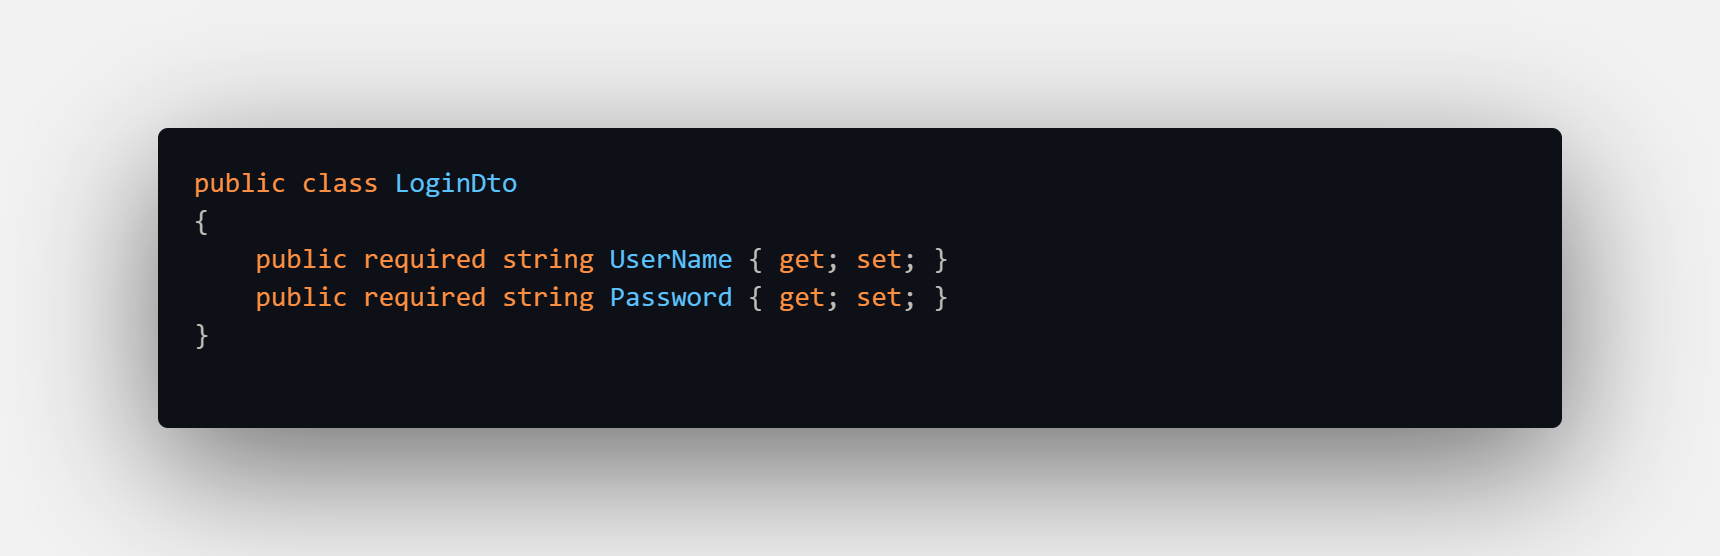 public class LoginDto
{
    public required string UserName { get; set; }
    public required string Password { get; set; }
}